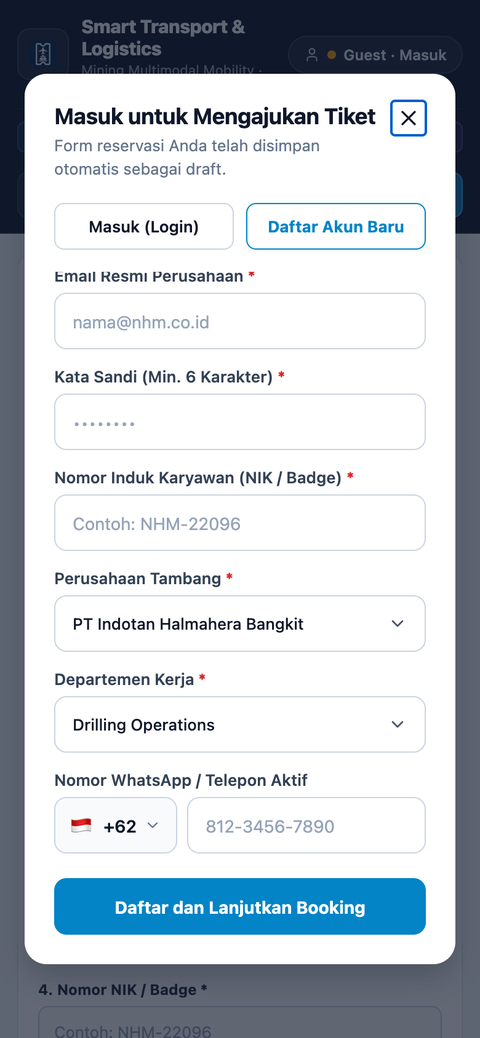 Smart Transport &
Logistics
Mining Multimodal Mobility ·
Guest · Masuk
Masuk untuk Mengajukan Tiket
Form reservasi Anda telah disimpan
otomatis sebagai draft.
Masuk (Login)
Daftar Akun Baru
Email Resmi Perusahaan *
nama@nhm.co.id
Kata Sandi (Min. 6 Karakter) *
••••••••
Nomor Induk Karyawan (NIK / Badge) *
Contoh: NHM-22096
Perusahaan Tambang *
PT Indotan Halmahera Bangkit
Departemen Kerja *
Drilling Operations
Nomor WhatsApp / Telepon Aktif
+62
812-3456-7890
Daftar dan Lanjutkan Booking
4. Nomor NIK / Badge *
Contoh: NHM-22096